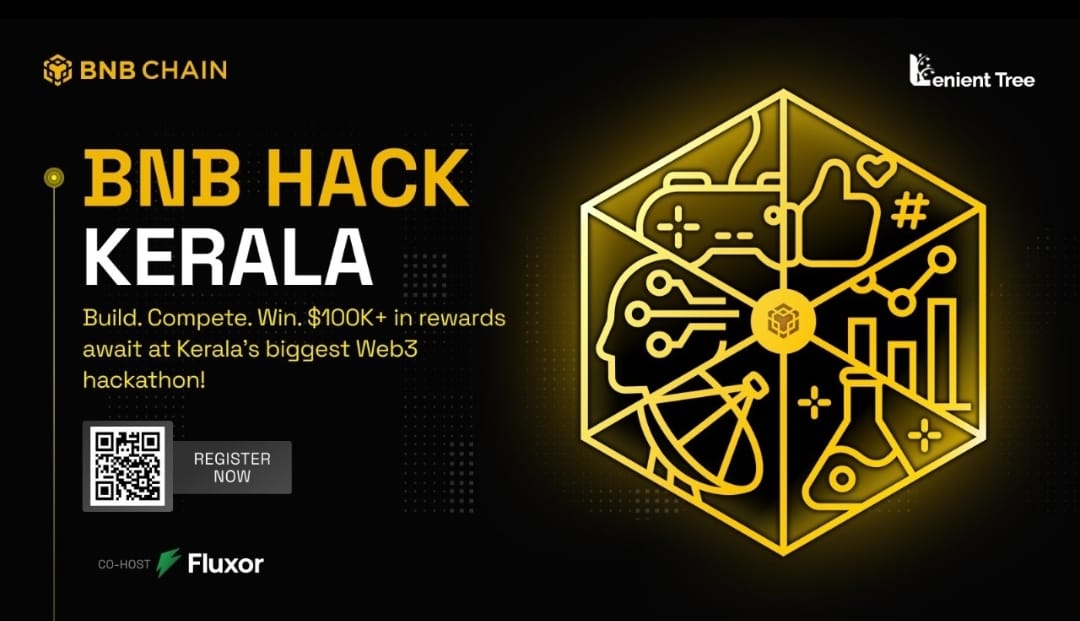 BNB CHAIN
Lenient Tree
BNB HACK
KERALA
Build. Compete. Win. $100K+ in rewards
await at Kerala's biggest Web3
hackathon!
REGISTER
NOW
CO-HOST Fluxor
#